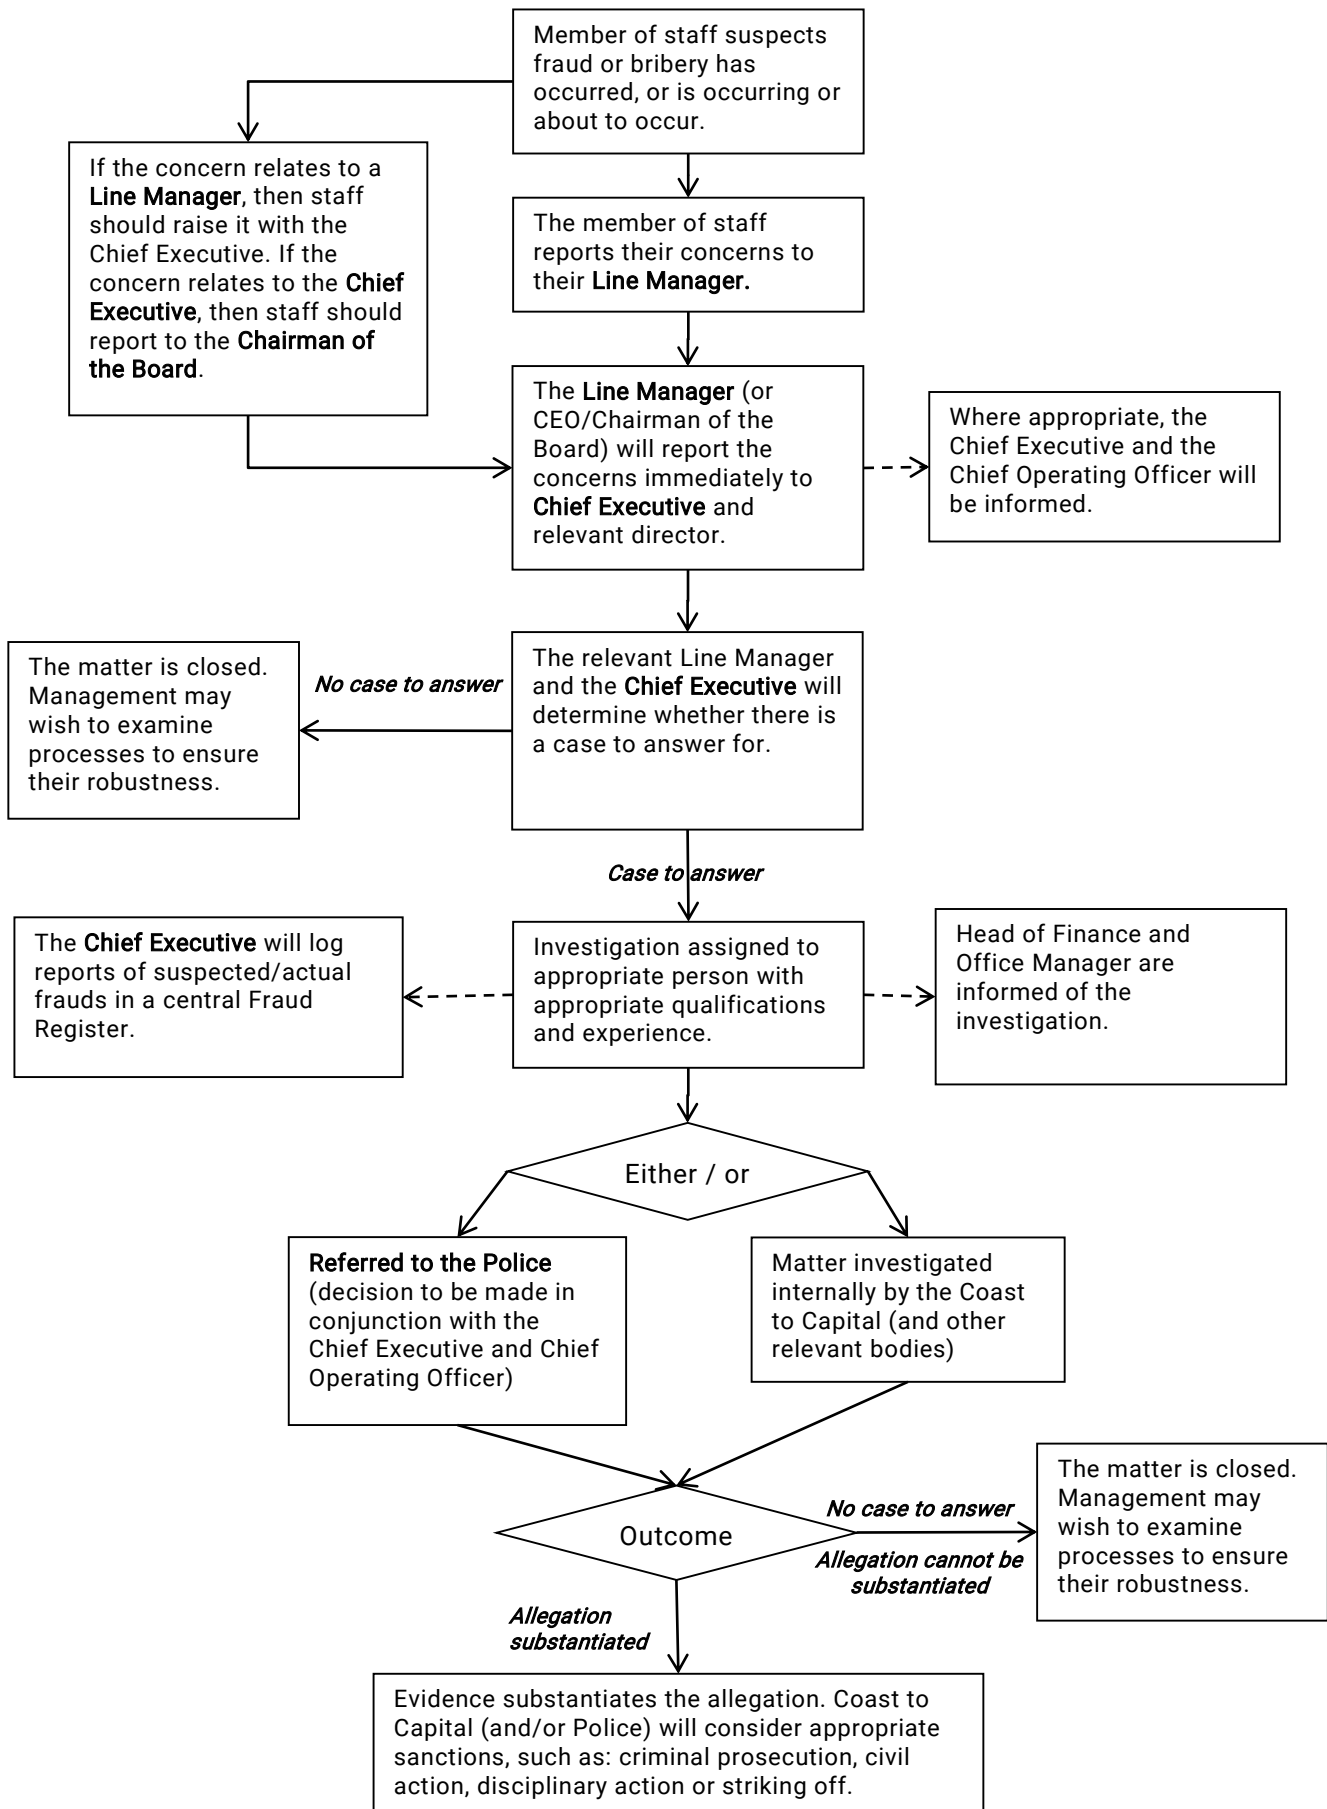 Member of staff suspects
fraud or bribery has
occurred, or is occurring or
about to occur.
If the concern relates to a
Line Manager, then staff
should raise it with the
Chief Executive. If the
concern relates to the Chief
Executive, then staff should
report to the Chairman of
the Board.
The member of staff
reports their concerns to
their Line Manager.
The Line Manager (or
CEO/Chairman of the
Board) will report the
concerns immediately to
Chief Executive and
relevant director.
Where appropriate, the
Chief Executive and the
Chief Operating Officer will
be informed.
The matter is closed.
Management may
wish to examine
processes to ensure
their robustness.
No case to answer
The relevant Line Manager
and the Chief Executive will
determine whether there is
a case to answer for.
Case to answer
The Chief Executive will log
reports of suspected/actual
frauds in a central Fraud
Register.
Investigation assigned to
appropriate person with
appropriate qualifications
and experience.
Head of Finance and
Office Manager are
informed of the
investigation.
Either / or
Referred to the Police
(decision to be made in
conjunction with the
Chief Executive and Chief
Operating Officer)
Matter investigated
internally by the Coast
to Capital (and other
relevant bodies)
Outcome
No case to answer
Allegation cannot be
substantiated
The matter is closed.
Management may
wish to examine
processes to ensure
their robustness.
Allegation
substantiated
Evidence substantiates the allegation. Coast to
Capital (and/or Police) will consider appropriate
sanctions, such as: criminal prosecution, civil
action, disciplinary action or striking off.